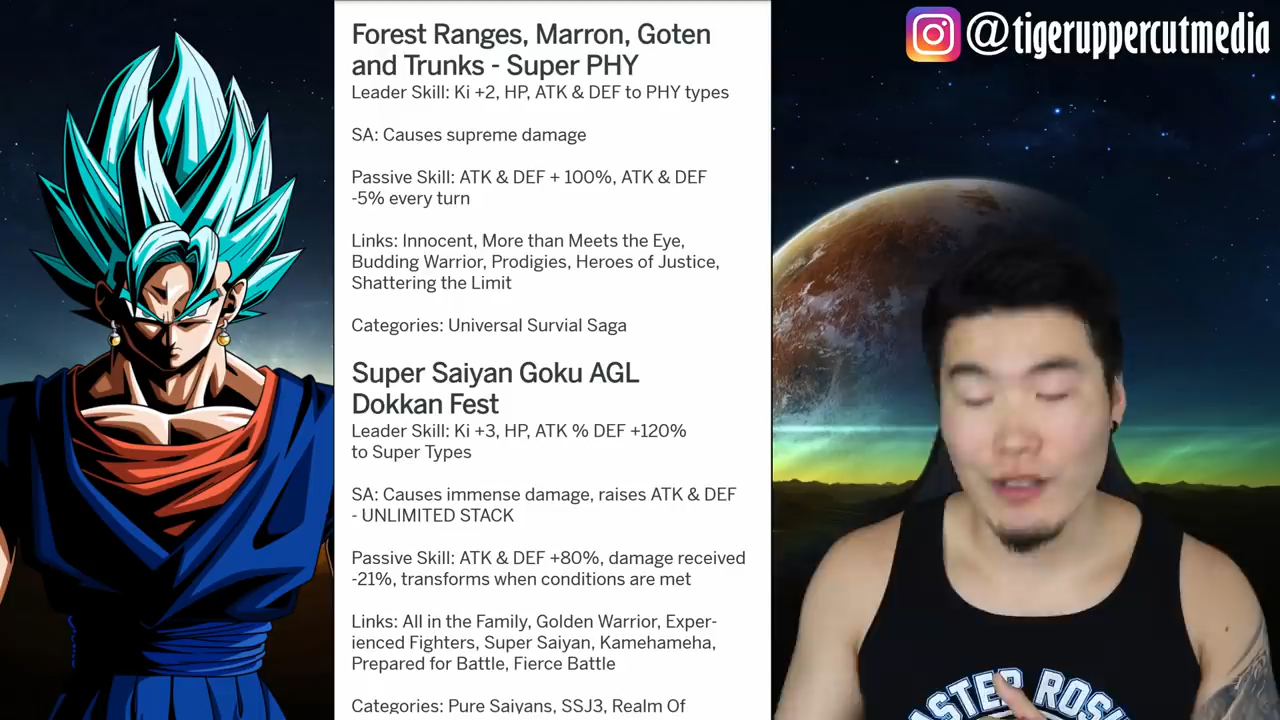 @tigeruppercutmedia
Forest Ranges, Marron, Goten
and Trunks - Super PHY
Leader Skill: Ki +2, HP, ATK & DEF to PHY types
SA: Causes supreme damage
Passive Skill: ATK & DEF + 100%, ATK & DEF
-5% every turn
Links: Innocent, More than Meets the Eye,
Budding Warrior, Prodigies, Heroes of Justice,
Shattering the Limit
Categories: Universal Survial Saga
Super Saiyan Goku AGL
Dokkan Fest
Leader Skill: Ki +3, HP, ATK % DEF +120%
to Super Types
SA: Causes immense damage, raises ATK & DEF
- UNLIMITED STACK
Passive Skill: ATK & DEF +80%, damage received
-21%, transforms when conditions are met
Links: All in the Family, Golden Warrior, Exper-
ienced Fighters, Super Saiyan, Kamehameha,
Prepared for Battle, Fierce Battle
Categories: Pure Saiyans, SSJ3, Realm Of